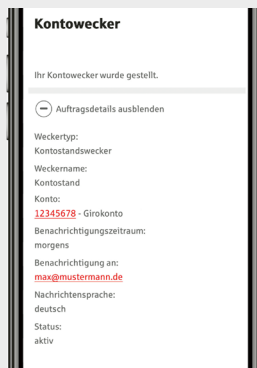 Kontowecker
Ihr Kontowecker wurde gestellt.
Auftragsdetails ausblenden
Weckertyp:
Kontostandswecker
Weckername:
Kontostand
Konto:
12345678 - Girokonto
Benachrichtigungszeitraum:
morgens
Benachrichtigung an:
max@mustermann.de
Nachrichtensprache:
deutsch
Status:
aktiv